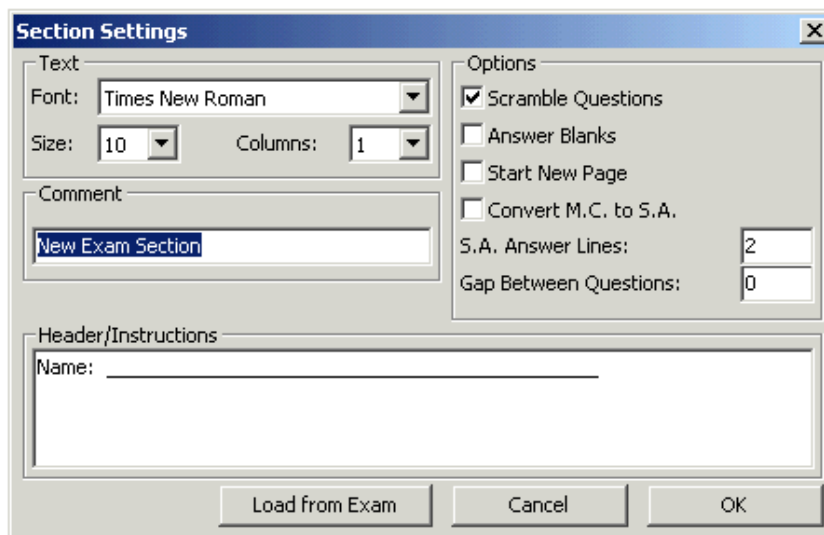 Section Settings
Text
Font: Times New Roman
Size: 10 Columns: 1
Comment
New Exam Section
Options
Scramble Questions
Answer Blanks
Start New Page
Convert M.C. to S.A.
S.A. Answer Lines: 2
Gap Between Questions: 0
Header/Instructions
Name: ____________________
Load from Exam Cancel OK